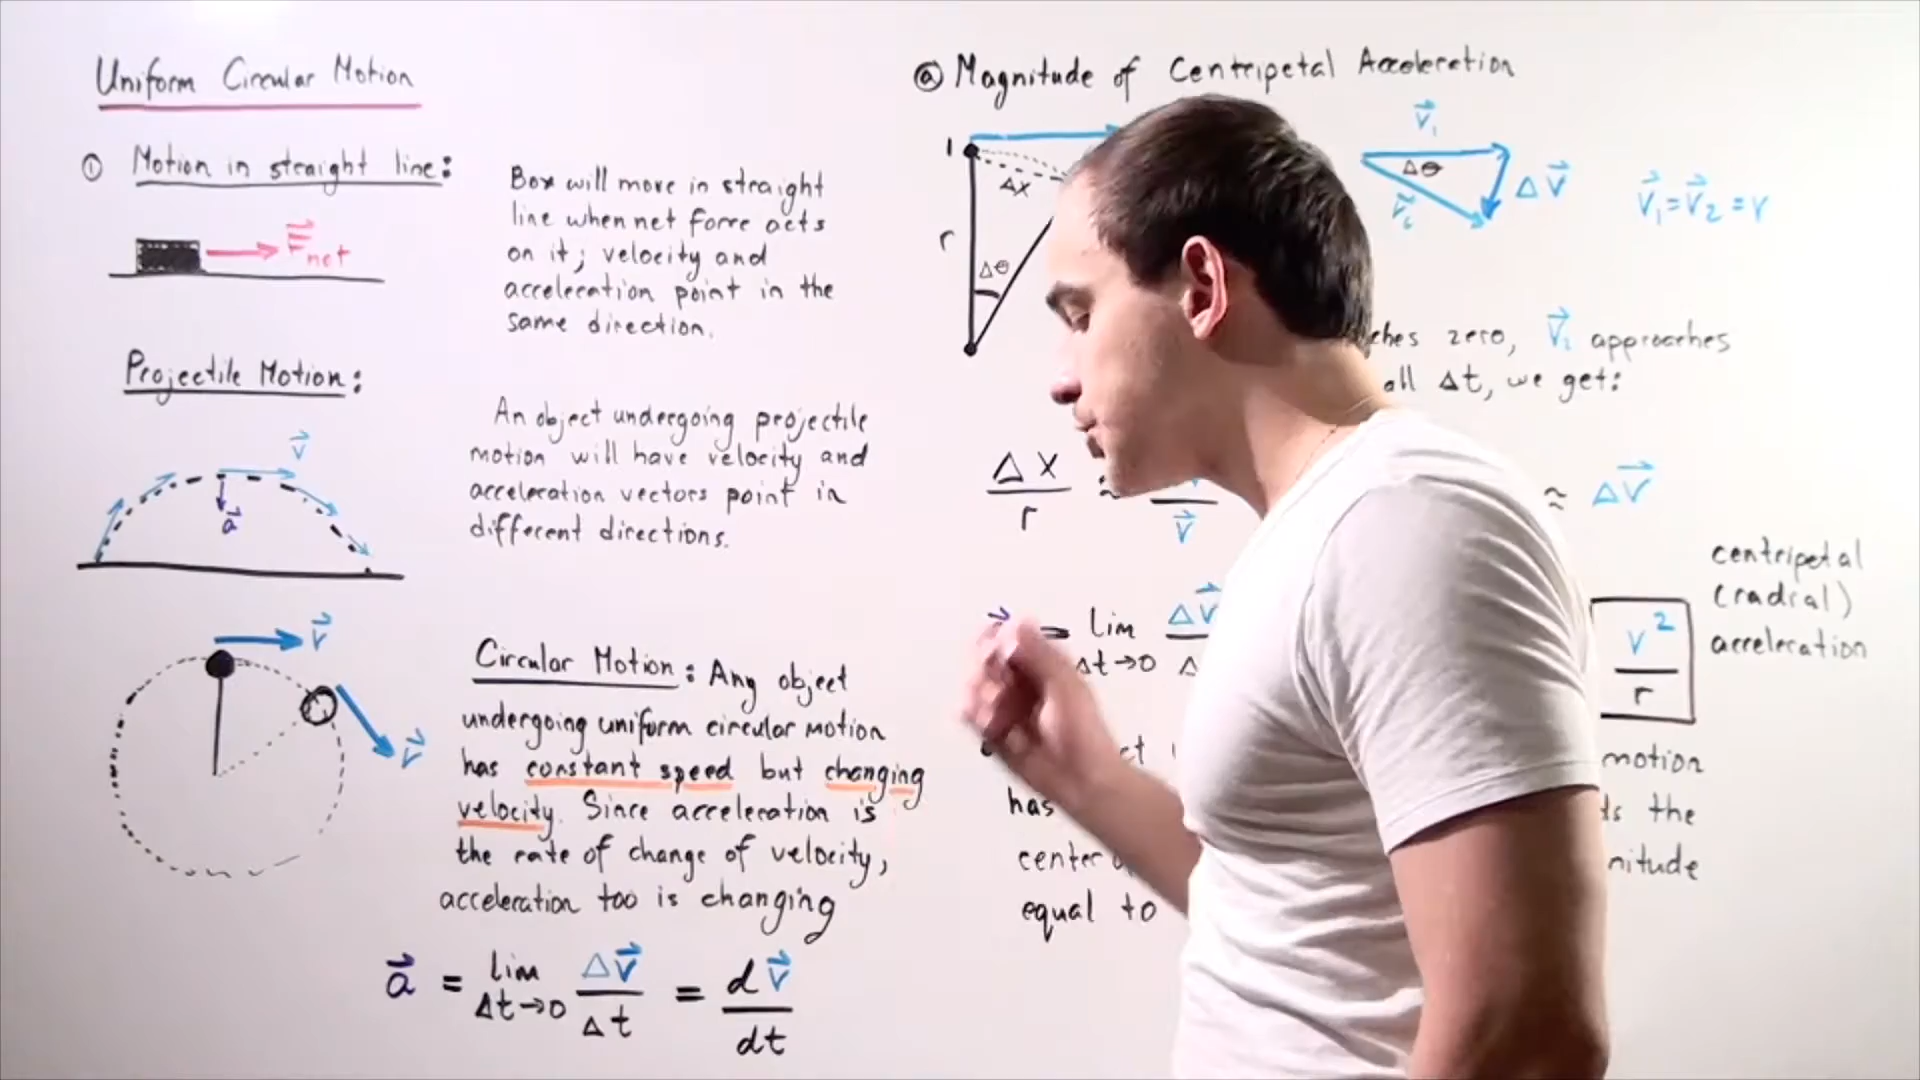 Uniform Circular Motion
① Motion in straight line:
F⃗net
Box will move in straight
line when net force acts
on it; velocity and
acceleration point in the
same direction.
Projectile Motion:
v⃗
a⃗
An object undergoing projectile
motion will have velocity and
acceleration vectors point in
different directions.
v⃗
v⃗
Circular Motion: Any object
undergoing uniform circular motion
has constant speed but changing
velocity. Since acceleration is
the rate of change of velocity,
acceleration too is changing
a⃗ = lim Δt→0 Δv⃗/Δt = dv⃗/dt
ⓐ Magnitude of Centripetal Acceleration
1
Δx
r
Δθ
v⃗₁
Δθ
Δv⃗
v⃗₁=v⃗₂=v
zero, v⃗₂ approaches
Δt, we get:
Δx/r ≈ /v⃗
≈ Δv⃗
= lim Δt→0 Δv⃗
v²/r
centripetal
(radial)
acceleration
motion
has the
center
equal to